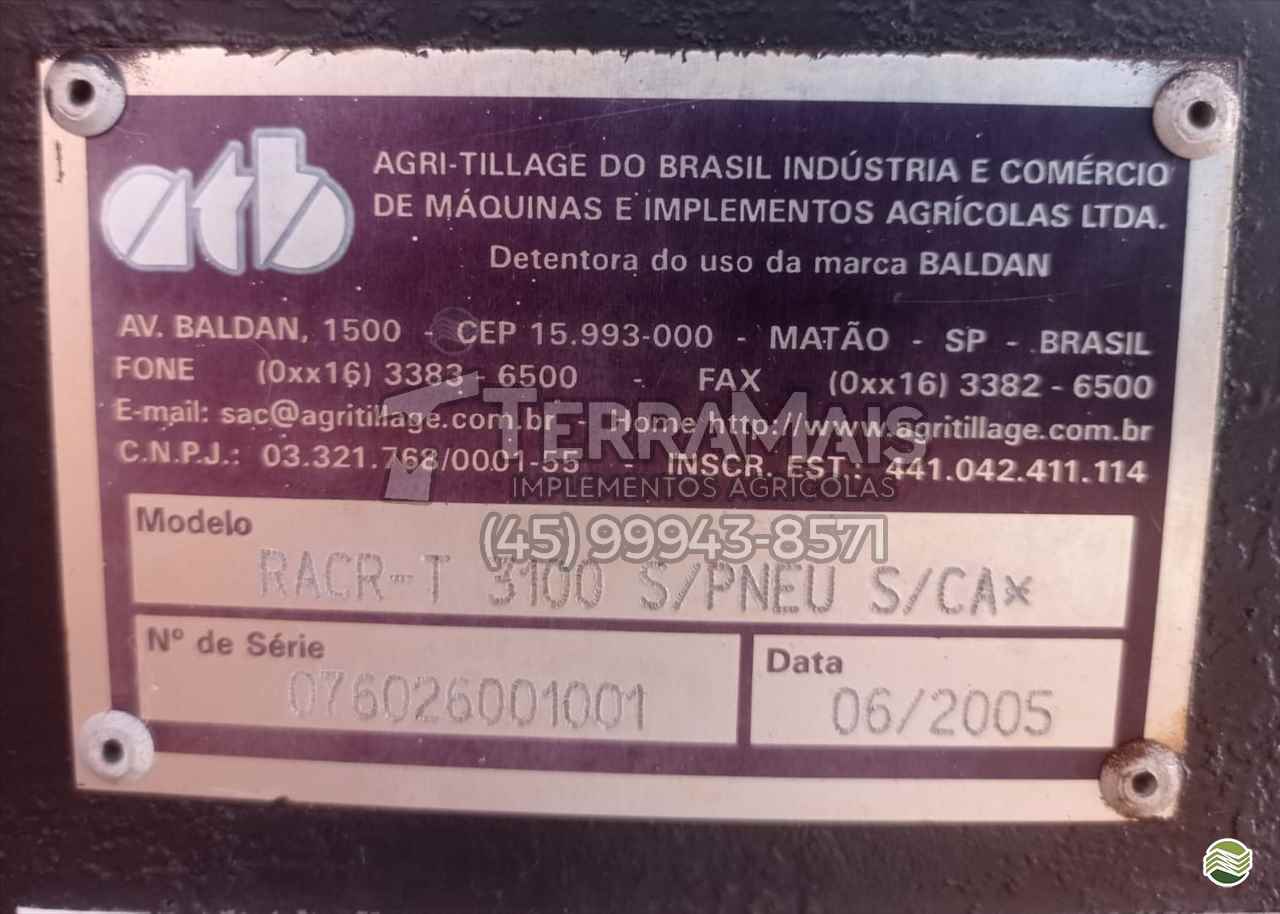 atb
AGRI-TILLAGE DO BRASIL INDÚSTRIA E COMÉRCIO
DE MÁQUINAS E IMPLEMENTOS AGRÍCOLAS LTDA.
Detentora do uso da marca BALDAN
AV. BALDAN, 1500 - CEP 15.993-000 - MATÃO - SP - BRASIL
FONE (0xx16) 3383 - 6500 - FAX (0xx16) 3382 - 6500
E-mail: sac@agritillage.com.br - Home http://www.agritillage.com.br
C.N.P.J.: 03.321.768/0001-55 - INSCR. EST.: 441.042.411.114
TERRAMAIS
IMPLEMENTOS AGRÍCOLAS
(45) 99943-8571
Modelo
RACR-T 3100 S/PNEU S/CA*
Nº de Série
076026001001
Data
06/2005